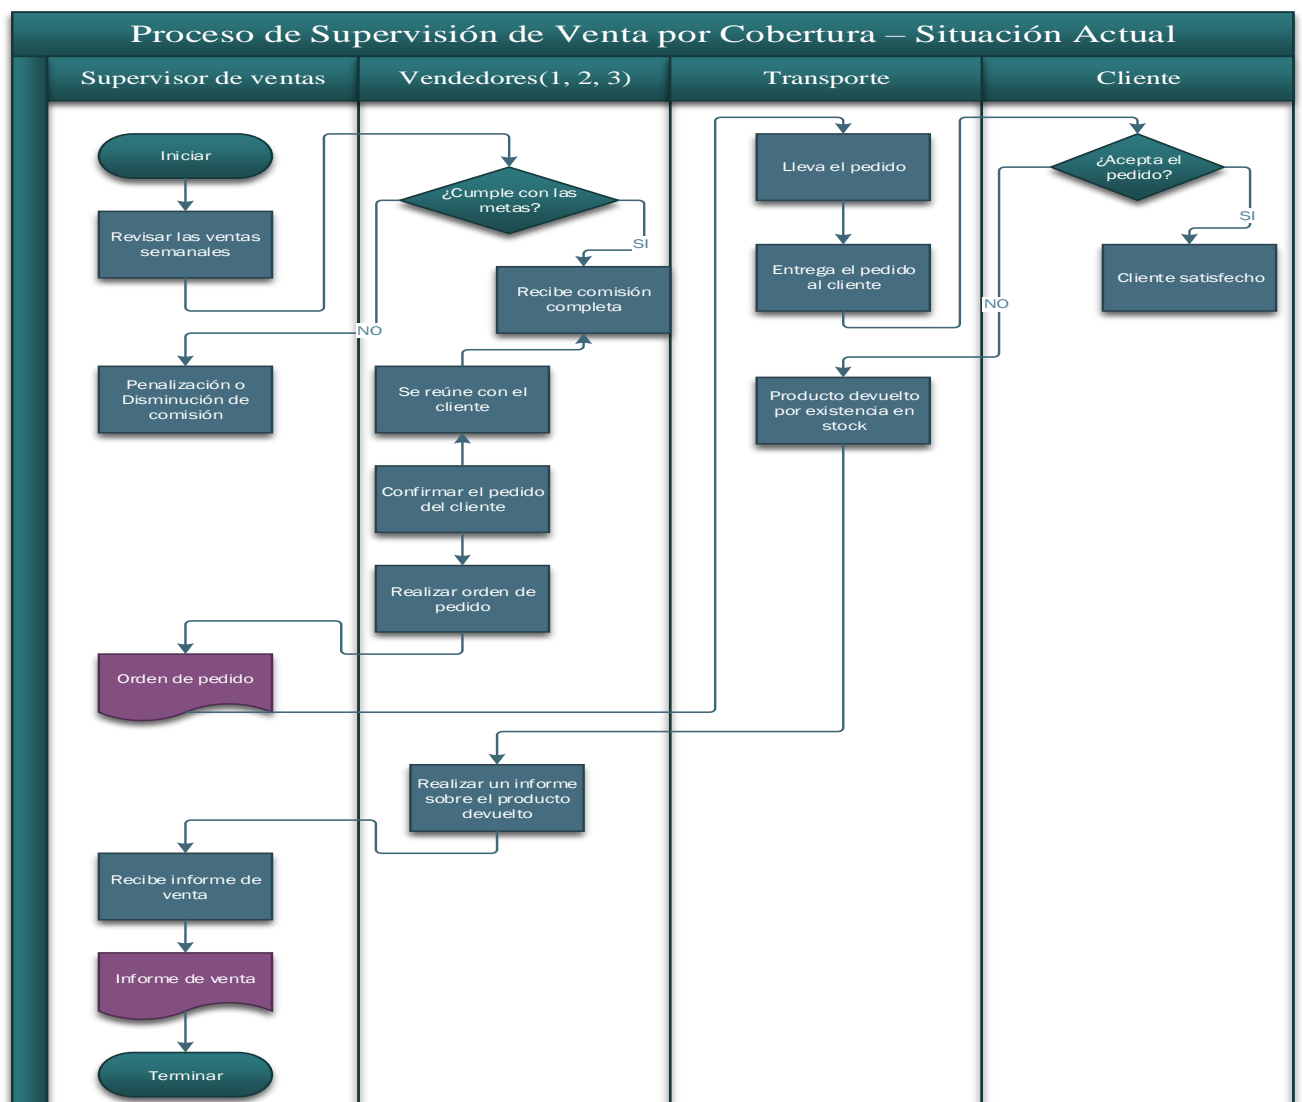 Proceso de Supervisión de Venta por Cobertura – Situación Actual
Supervisor de ventas
Vendedores(1, 2, 3)
Transporte
Cliente
Iniciar
Revisar las ventas
semanales
Penalización o
Disminución de
comisión
Orden de pedido
Recibe informe de
venta
Informe de venta
Terminar
¿Cumple con las
metas?
SI
NO
Recibe comisión
completa
Se reúne con el
cliente
Confirmar el pedido
del cliente
Realizar orden de
pedido
Realizar un informe
sobre el producto
devuelto
Lleva el pedido
Entrega el pedido
al cliente
Producto devuelto
por existencia en
stock
¿Acepta el
pedido?
SI
NO
Cliente satisfecho